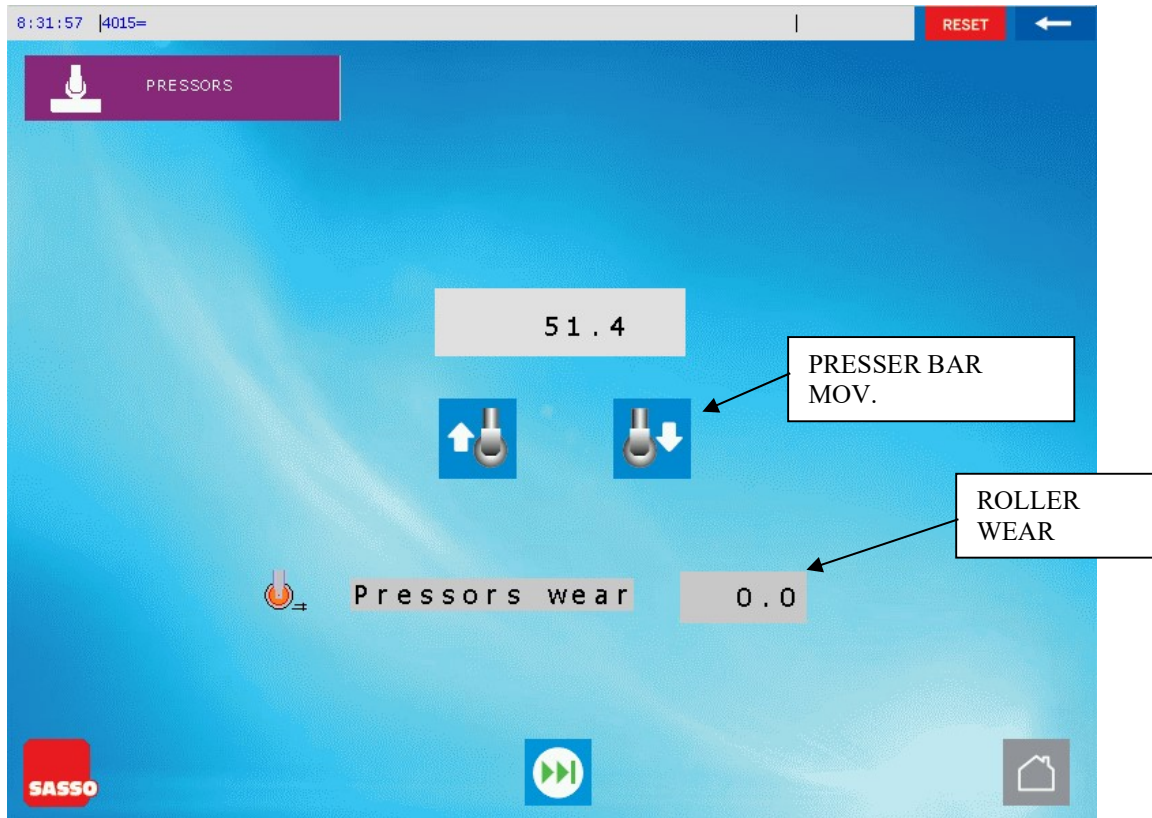 8:31:57 |4015=
RESET
PRESSORS
51.4
PRESSER BAR
MOV.
ROLLER
WEAR
Pressors wear 0.0
SASSO